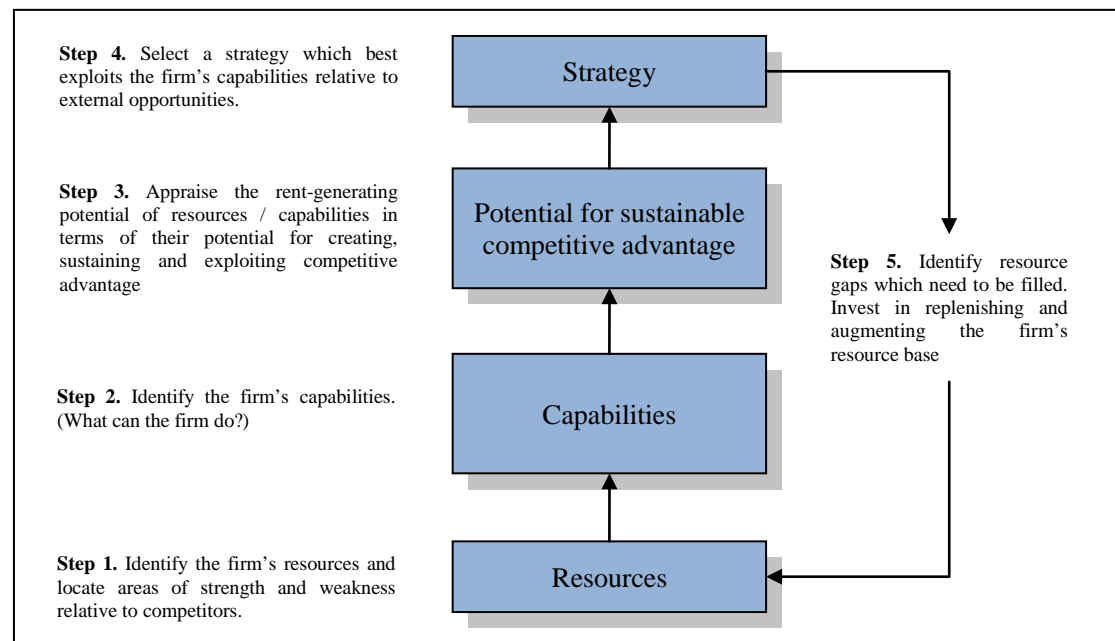 Step 4. Select a strategy which best
exploits the firm’s capabilities relative to
external opportunities.
Strategy
Step 3. Appraise the rent-generating
potential of resources / capabilities in
terms of their potential for creating,
sustaining and exploiting competitive
advantage
Potential for sustainable
competitive advantage
Step 5. Identify resource
gaps which need to be filled.
Invest in replenishing and
augmenting the firm’s
resource base
Step 2. Identify the firm’s capabilities.
(What can the firm do?)
Capabilities
Step 1. Identify the firm’s resources and
locate areas of strength and weakness
relative to competitors.
Resources